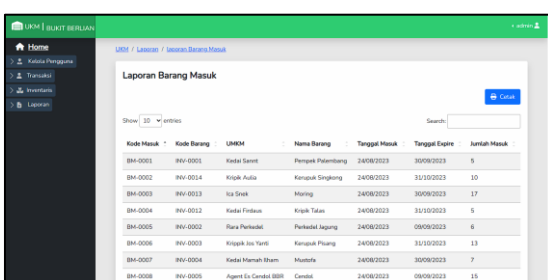 UKM | BUKIT BERLIAN
admin
Home
Kelola Pengguna
Transaksi
Inventaris
Laporan
UKM / Laporan / Laporan Barang Masuk
Laporan Barang Masuk
Cetak
Show 10 entries
Search:
Kode Masuk Kode Barang UMKM Nama Barang Tanggal Masuk Tanggal Expire Jumlah Masuk
BM-0001 INV-0001 Kedai Sannt Pempek Palembang 24/08/2023 30/09/2023 5
BM-0002 INV-0014 Kripik Aulia Kerupuk Singkong 24/08/2023 31/10/2023 10
BM-0003 INV-0013 Ica Snek Moring 24/08/2023 30/09/2023 17
BM-0004 INV-0012 Kedai Firdaus Kripik Talas 24/08/2023 31/10/2023 5
BM-0005 INV-0002 Rara Perkedel Perkedel Jagung 24/08/2023 09/09/2023 6
BM-0006 INV-0003 Krippik Jos Yanti Kerupuk Pisang 24/08/2023 31/10/2023 13
BM-0007 INV-0004 Kedai Mamah Ilham Mustofa 24/08/2023 30/09/2023 7
BM-0008 INV-0005 Agent Es Cendol BBR Cendol 24/08/2023 09/09/2023 15